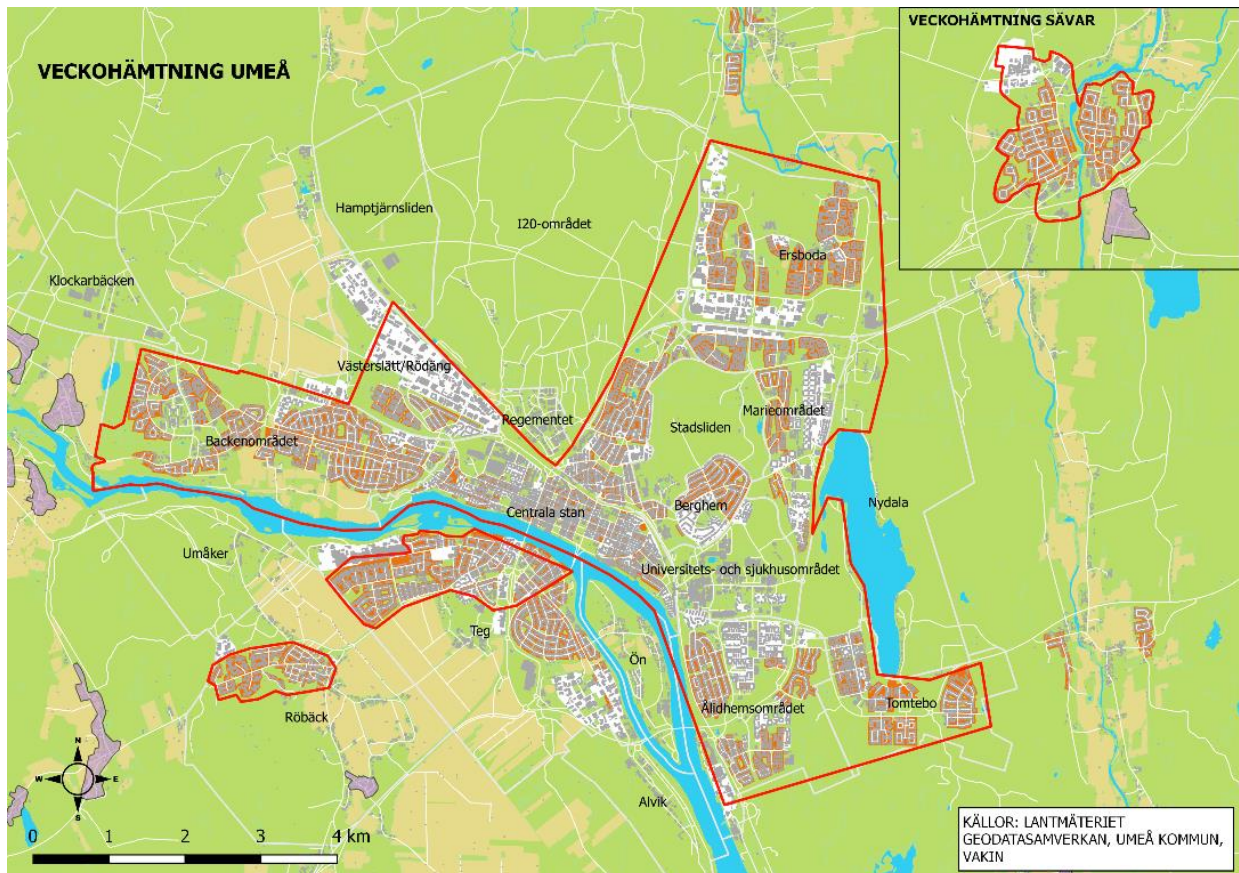 VECKOHÄMTNING UMEÅ
VECKOHÄMTNING SÄVAR
Hamptjärnsliden
I20-området
Klockarbäcken
Ersboda
Västerslätt/Rödäng
Regementet
Marieområdet
Stadsliden
Backenområdet
Berghem
Nydala
Centrala stan
Umåker
Universitets- och sjukhusområdet
Teg
Ön
Röbäck
Ålidhemsområdet
Tomtebo
Alvik
N
W E
S
0 1 2 3 4 km
KÄLLOR: LANTMÄTERIET
GEODATASAMVERKAN, UMEÅ KOMMUN,
VAKIN